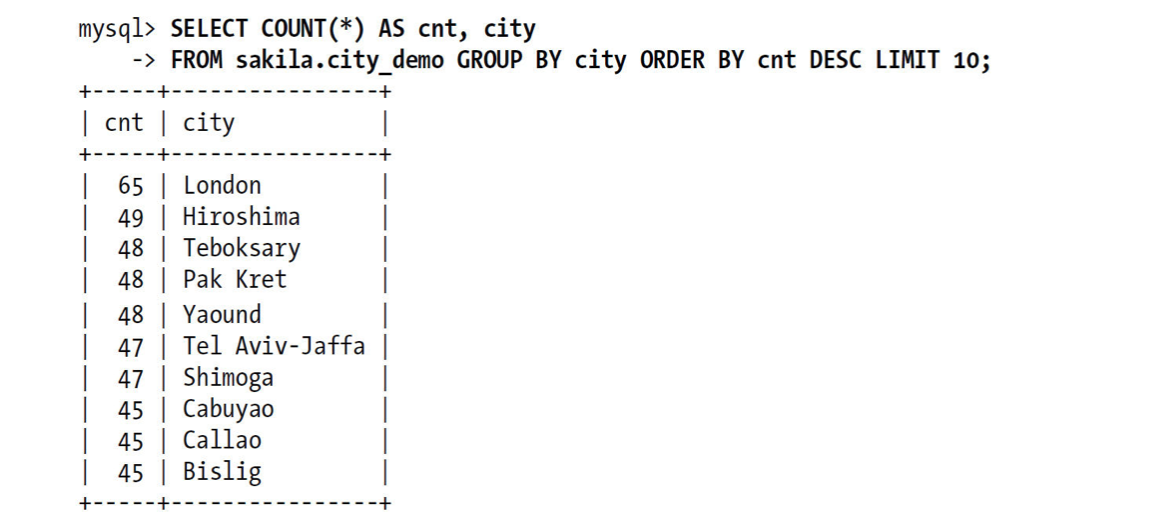 mysql> SELECT COUNT(*) AS cnt, city
    -> FROM sakila.city_demo GROUP BY city ORDER BY cnt DESC LIMIT 10;
+-----+----------------+
| cnt | city           |
+-----+----------------+
|  65 | London         |
|  49 | Hiroshima      |
|  48 | Teboksary      |
|  48 | Pak Kret       |
|  48 | Yaound         |
|  47 | Tel Aviv-Jaffa |
|  47 | Shimoga        |
|  45 | Cabuyao        |
|  45 | Callao         |
|  45 | Bislig         |
+-----+----------------+